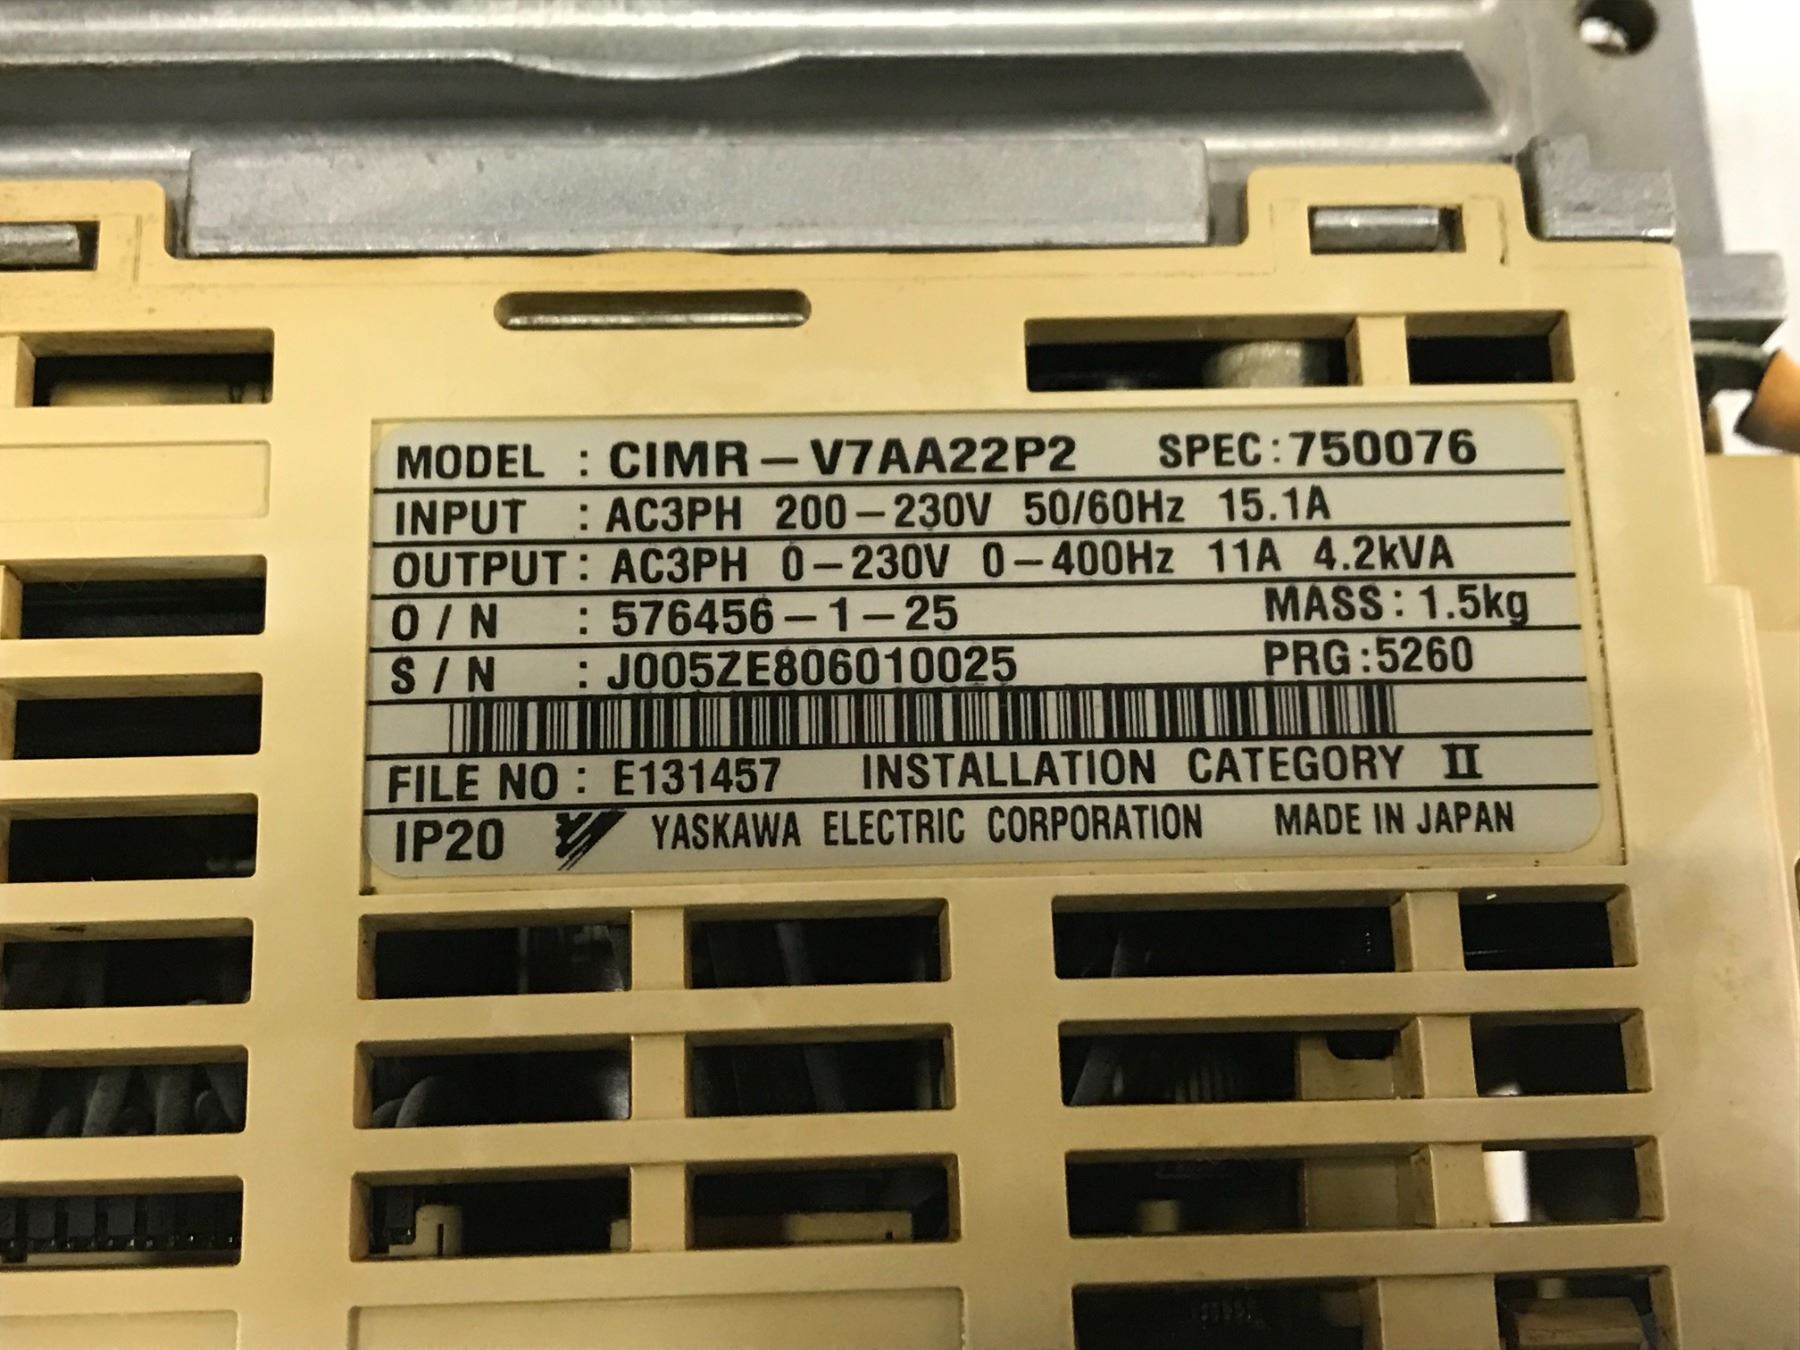 MODEL : CIMR-V7AA22P2 SPEC:750076
INPUT : AC3PH 200-230V 50/60Hz 15.1A
OUTPUT: AC3PH 0-230V 0-400Hz 11A 4.2kVA
O/N : 576456-1-25 MASS: 1.5kg
S/N : J005ZE806010025 PRG:5260
FILE NO : E131457 INSTALLATION CATEGORY II
IP20 YASKAWA ELECTRIC CORPORATION MADE IN JAPAN